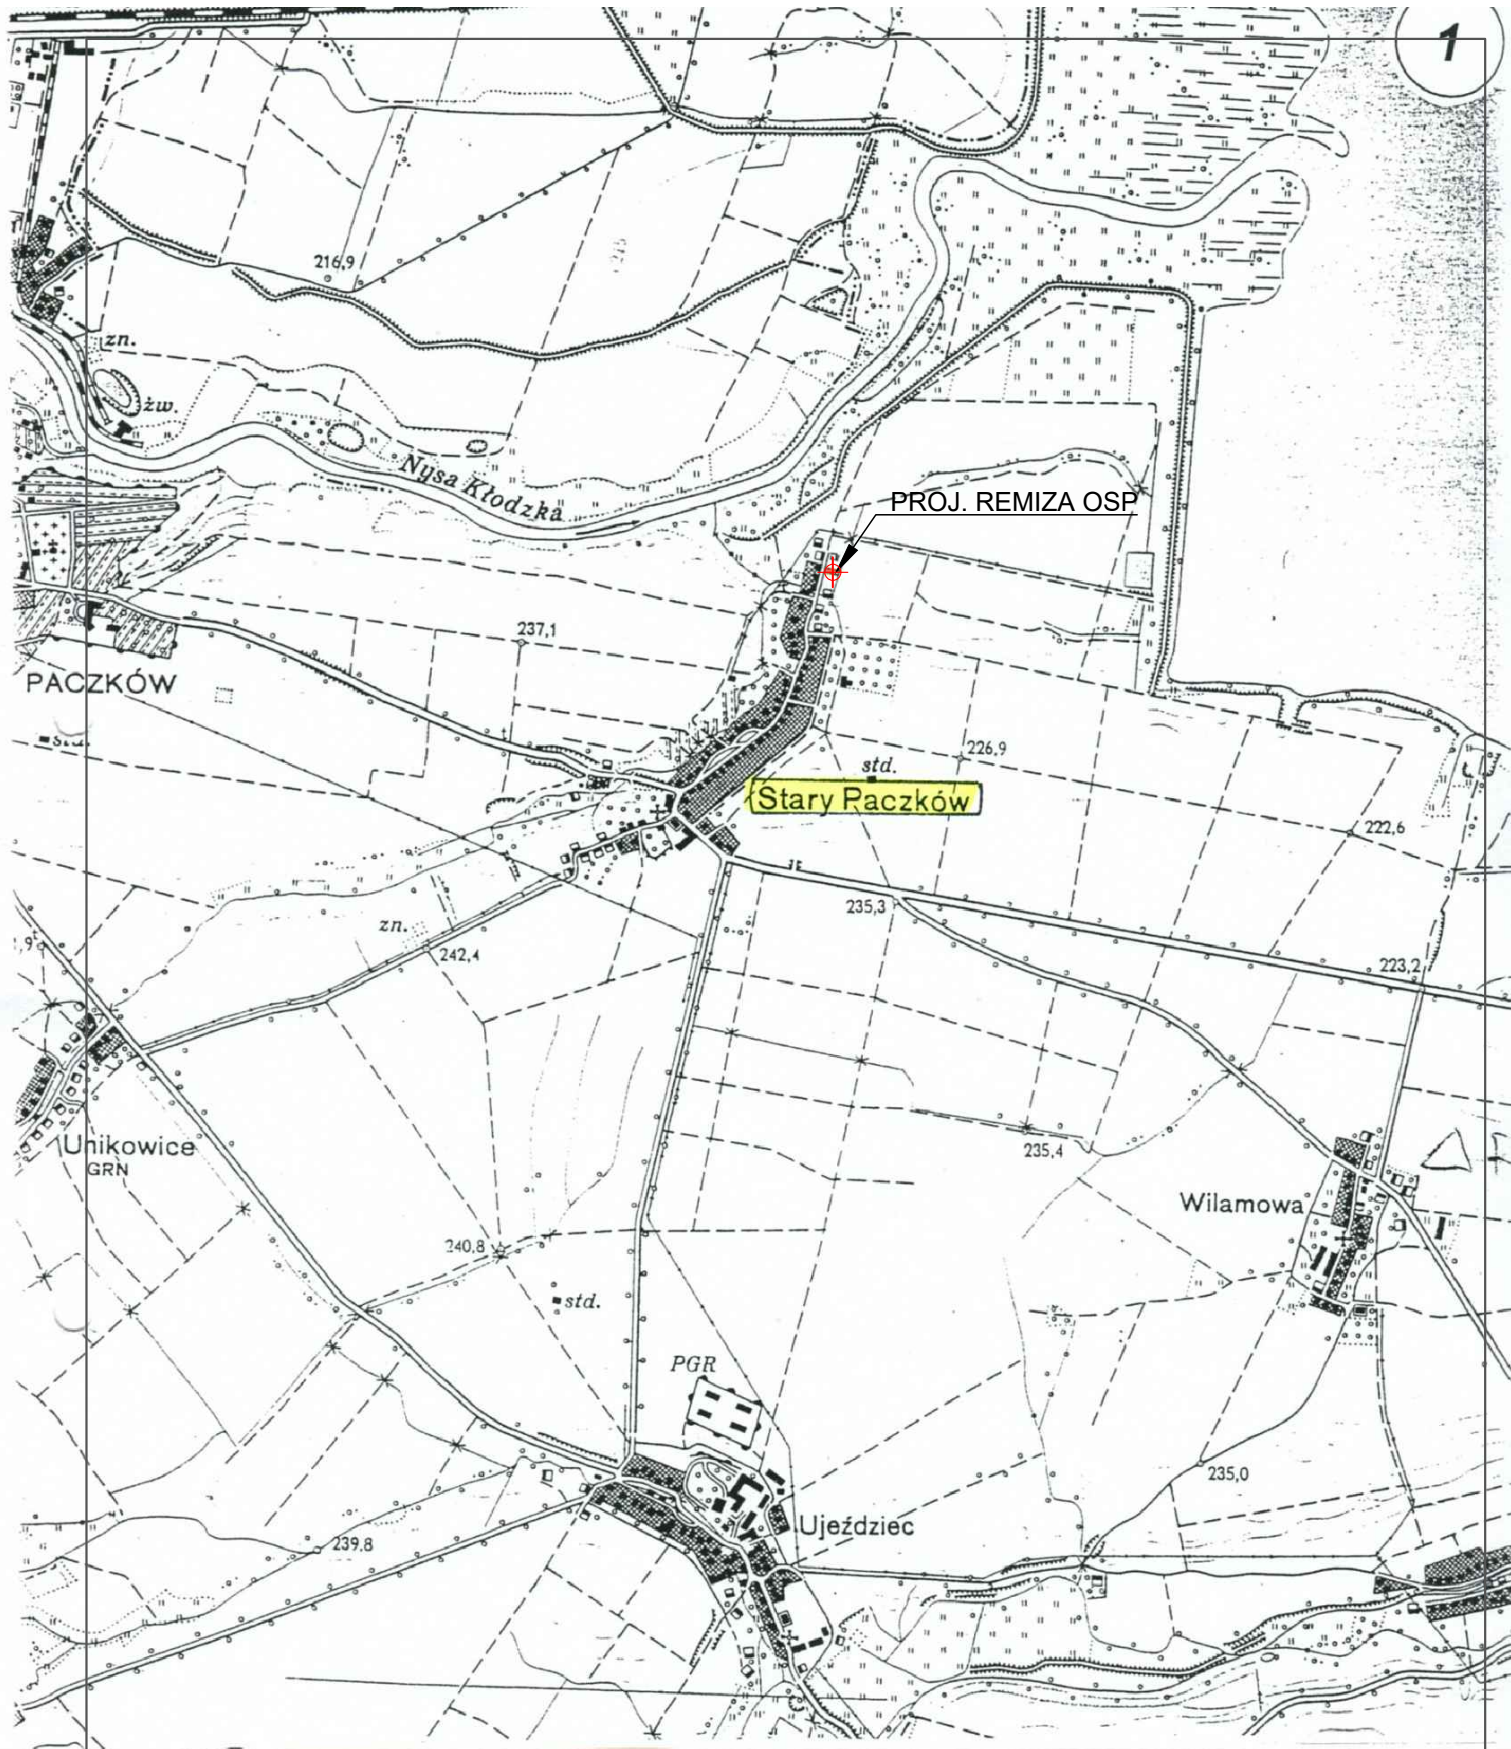 1
216,9
zn.
żw.
Nysa Kłodzka
PROJ. REMIZA OSP
237,1
PACZKÓW
226,9
std.
Stary Paczków
222,6
235,3
zn.
242,4
223,2
Unikowice
GRN
235,4
Wilamowa
240,8
std.
PGR
235,0
Ujeździec
239,8